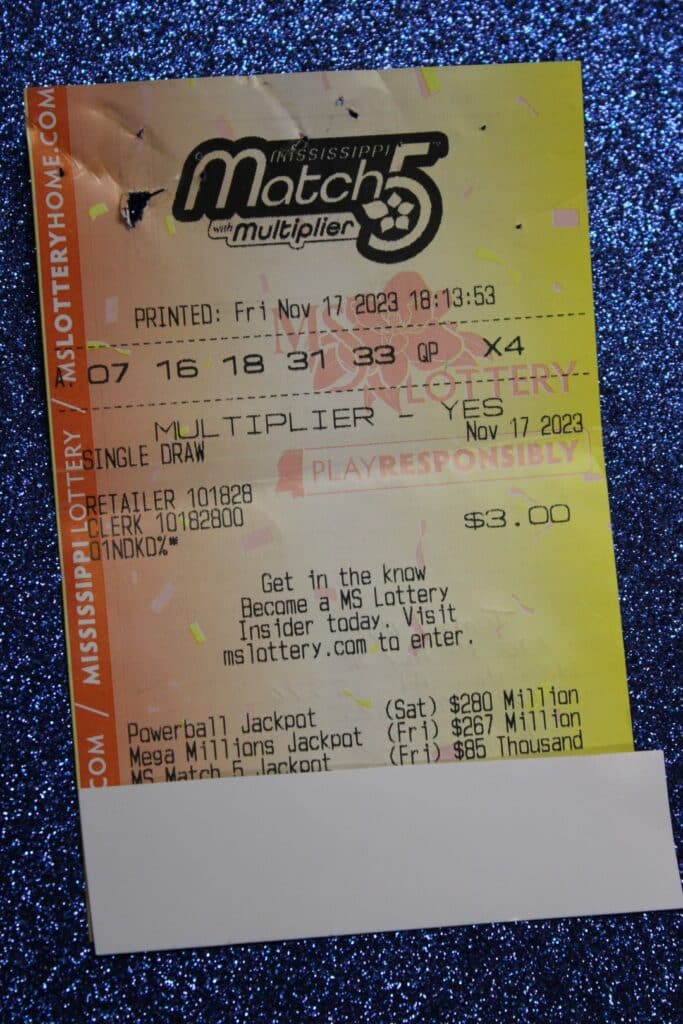 MISSISSIPPI
Match 5
with Multiplier
PRINTED: Fri Nov 17 2023 18:13:53
A 07 16 18 31 33 QP X4
MS LOTTERY
MULTIPLIER - YES
SINGLE DRAW Nov 17 2023
PLAY RESPONSIBLY
RETAILER 101828
CLERK 10182800 $3.00
01NDKD%*
Get in the know
Become a MS Lottery
Insider today. Visit
mslottery.com to enter.
Powerball Jackpot (Sat) $280 Million
Mega Millions Jackpot (Fri) $267 Million
MS Match 5 Jackpot (Fri) $85 Thousand
COM / MISSISSIPPI LOTTERY / MSLOTTERYHOME.COM